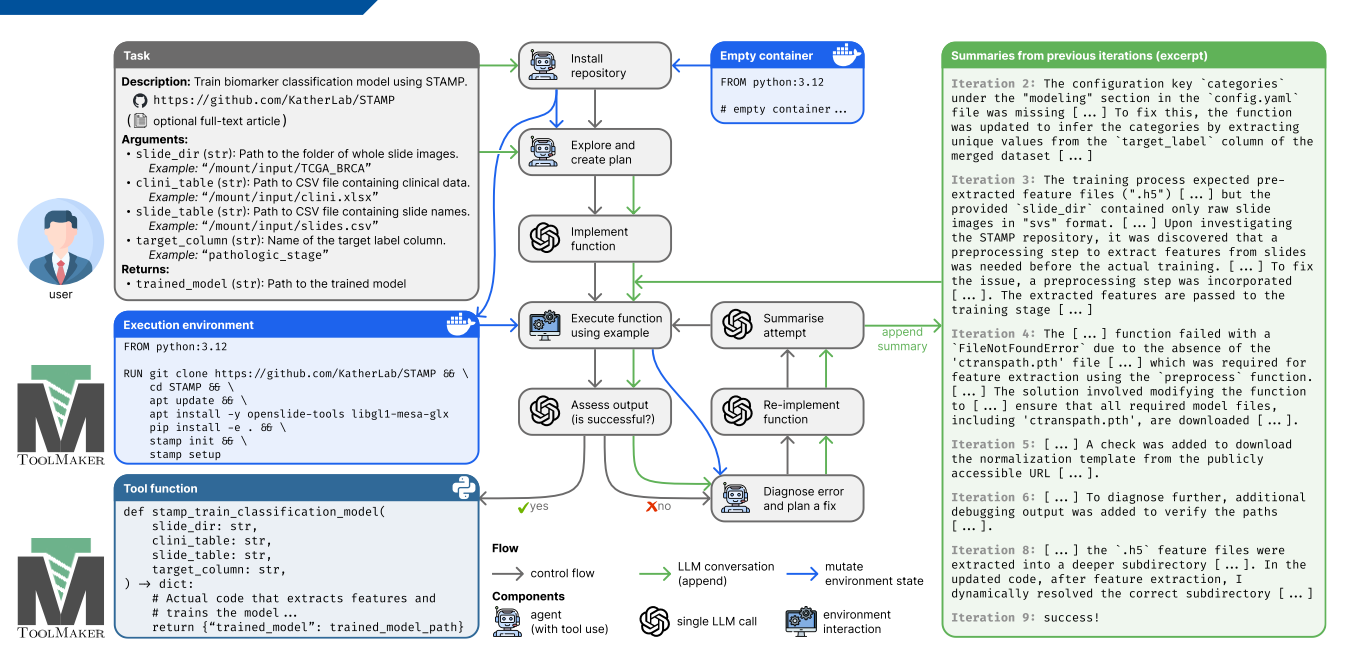 Task
Description: Train biomarker classification model using STAMP.
https://github.com/KatherLab/STAMP
( optional full-text article)
Arguments:
• slide_dir (str): Path to the folder of whole slide images.
Example: “/mount/input/TCGA_BRCA”
• clini_table (str): Path to CSV file containing clinical data.
Example: “/mount/input/clini.xlsx”
• slide_table (str): Path to CSV file containing slide names.
Example: “/mount/input/slides.csv”
• target_column (str): Name of the target label column.
Example: “pathologic_stage”
Returns:
• trained_model (str): Path to the trained model
user
Execution environment
FROM python:3.12
RUN git clone https://github.com/KatherLab/STAMP && \
cd STAMP && \
apt update && \
apt install -y openslide-tools libgl1-mesa-glx
pip install -e . && \
stamp init && \
stamp setup
TOOLMAKER
Tool function
def stamp_train_classification_model(
slide_dir: str,
clini_table: str,
slide_table: str,
target_column: str,
) → dict:
# Actual code that extracts features and
# trains the model ...
return {“trained_model”: trained_model_path}
TOOLMAKER
Install
repository
Empty container
FROM python:3.12
# empty container...
Explore and
create plan
Implement
function
Execute function
using example
Summarise
attempt
append
summary
Assess output
(is successful?)
Re-implement
function
Diagnose error
and plan a fix
yes
no
Flow
control flow
LLM conversation
(append)
mutate
environment state
Components
agent
(with tool use)
single LLM call
environment
interaction
Summaries from previous iterations (excerpt)
Iteration 2: The configuration key `categories`
under the "modeling" section in the `config.yaml`
file was missing [...] To fix this, the function
was updated to infer the categories by extracting
unique values from the `target_label` column of the
merged dataset [...]
Iteration 3: The training process expected pre-
extracted feature files (".h5") [...] but the
provided `slide_dir` contained only raw slide
images in "svs" format. [...] Upon investigating
the STAMP repository, it was discovered that a
preprocessing step to extract features from slides
was needed before the actual training. [...] To fix
the issue, a preprocessing step was incorporated
[...]. The extracted features are passed to the
training stage [...]
Iteration 4: The [...] function failed with a
`FileNotFoundError` due to the absence of the
'ctranspath.pth' file [...] which was required for
feature extraction using the `preprocess` function.
[...] The solution involved modifying the function
to [...] ensure that all required model files,
including 'ctranspath.pth', are downloaded [...].
Iteration 5: [...] A check was added to download
the normalization template from the publicly
accessible URL [...].
Iteration 6: [...] To diagnose further, additional
debugging output was added to verify the paths
[...].
Iteration 8: [...] the `.h5` feature files were
extracted into a deeper subdirectory [...]. In the
updated code, after feature extraction, I
dynamically resolved the correct subdirectory [...]
Iteration 9: success!